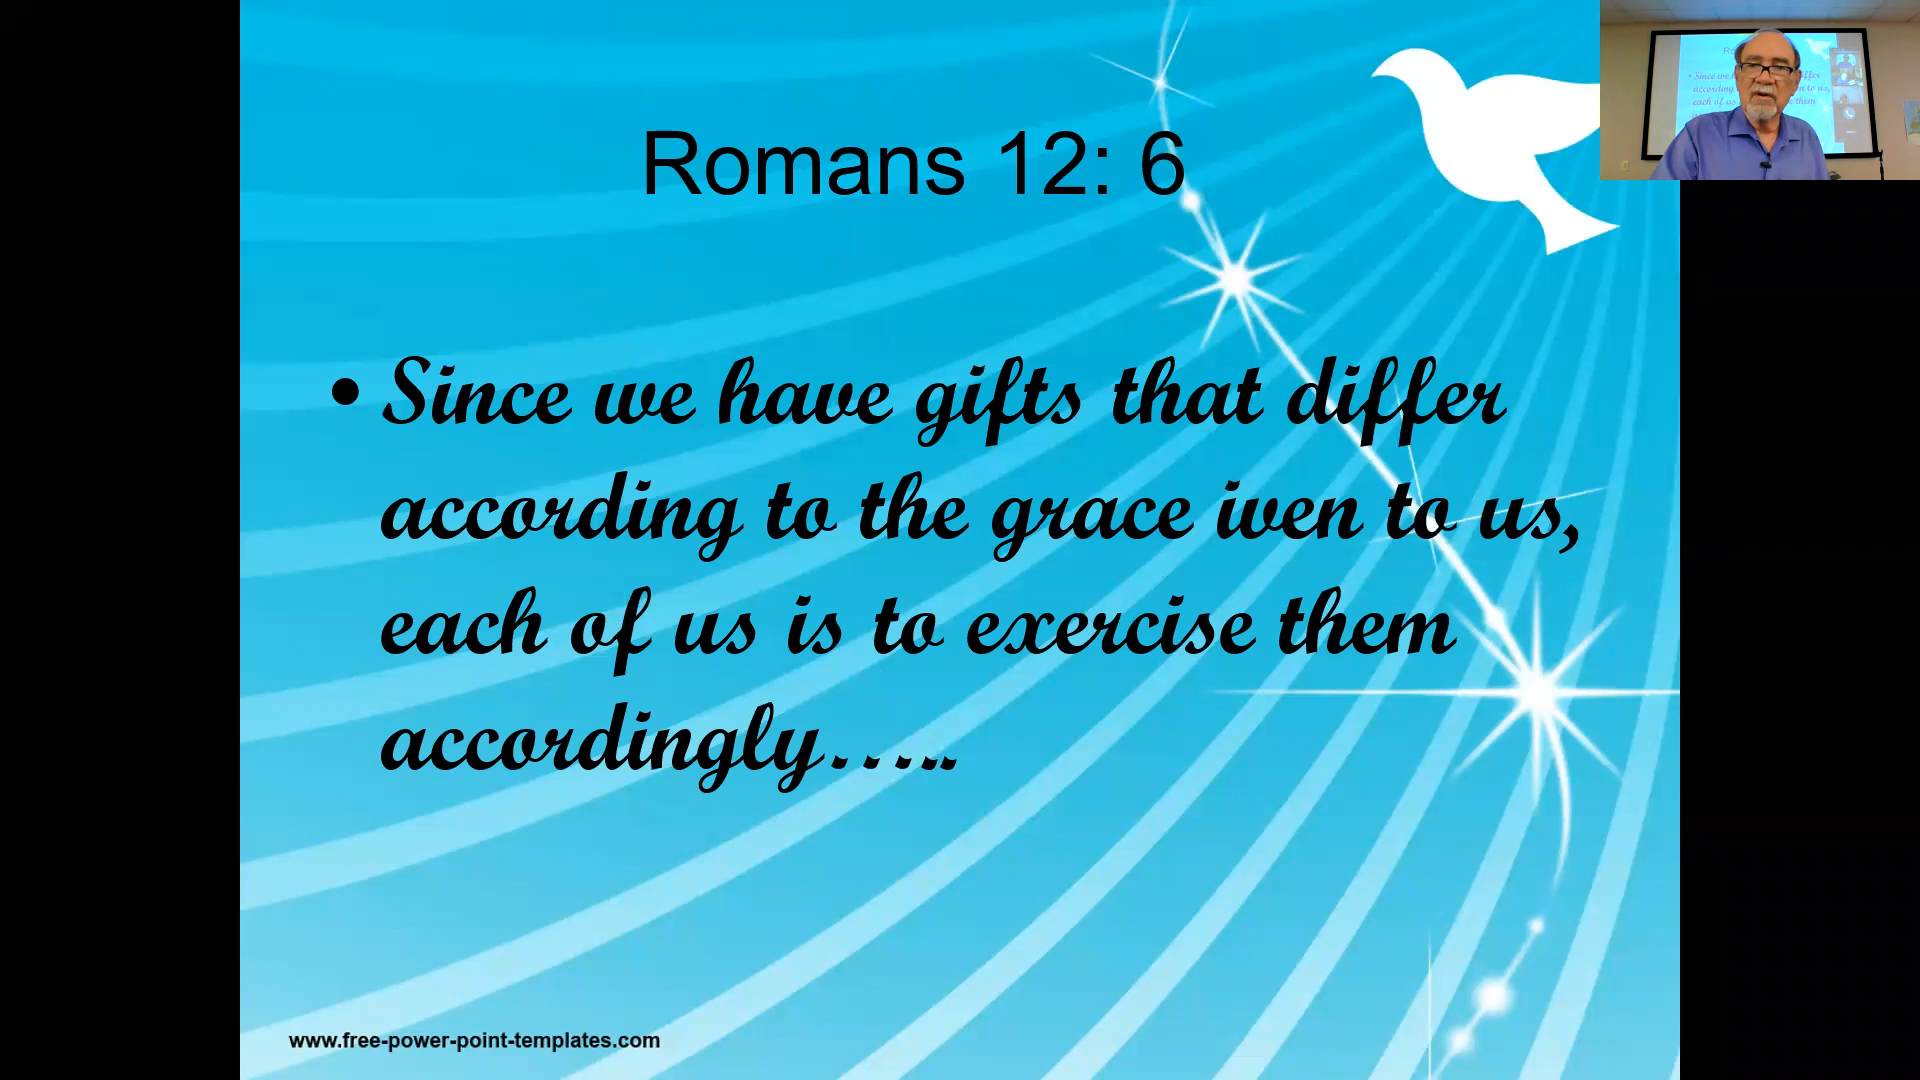 Romans 12: 6
• Since we have gifts that differ
according to the grace iven to us,
each of us is to exercise them
accordingly…..
www.free-power-point-templates.com